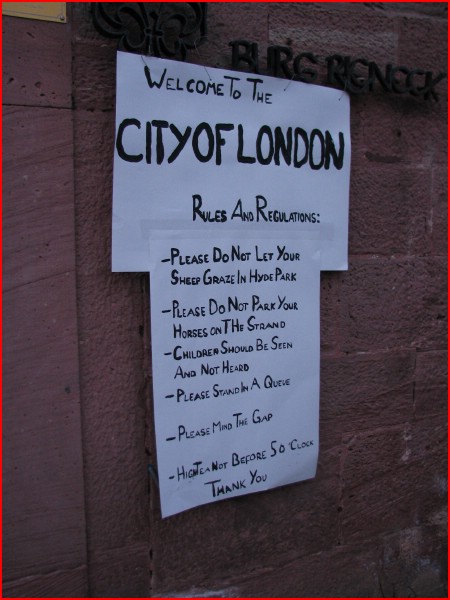 BURG RIGNECK
WELCOME TO THE
CITY OF LONDON
RULES AND REGULATIONS:
-PLEASE DO NOT LET YOUR
SHEEP GRAZE IN HYDE PARK
-PLEASE DO NOT PARK YOUR
HORSES ON THE STRAND
-CHILDREN SHOULD BE SEEN
AND NOT HEARD
-PLEASE STAND IN A QUEUE
-PLEASE MIND THE GAP
-HIGH TEA NOT BEFORE 5 O'CLOCK
THANK YOU